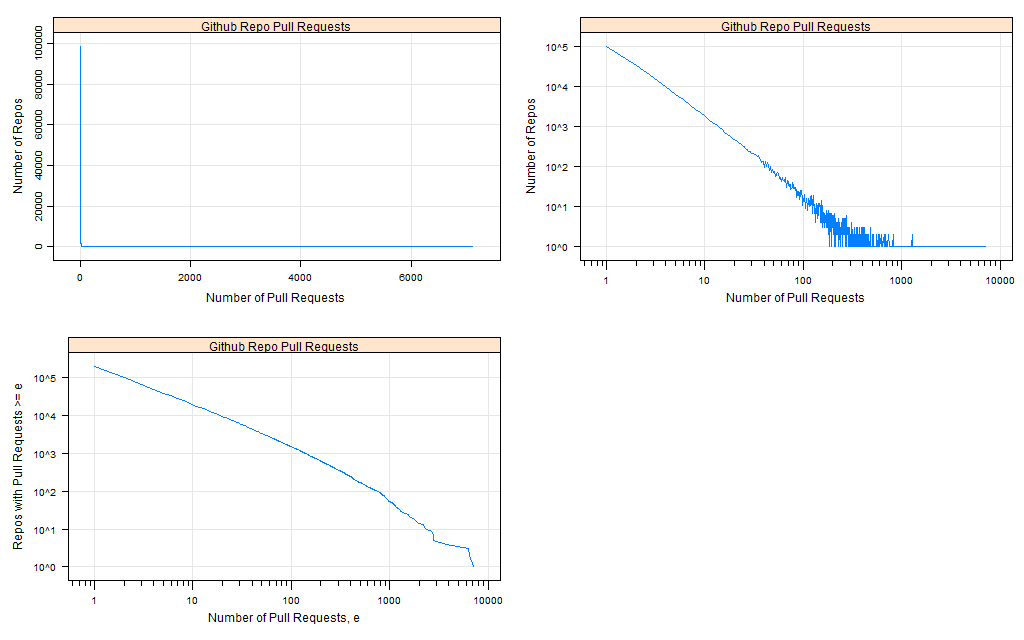 Github Repo Pull Requests
Number of Repos
100000
80000
60000
40000
20000
0
0 2000 4000 6000
Number of Pull Requests
Github Repo Pull Requests
Number of Repos
10^5
10^4
10^3
10^2
10^1
10^0
1 10 100 1000 10000
Number of Pull Requests
Github Repo Pull Requests
Repos with Pull Requests >= e
10^5
10^4
10^3
10^2
10^1
10^0
1 10 100 1000 10000
Number of Pull Requests, e